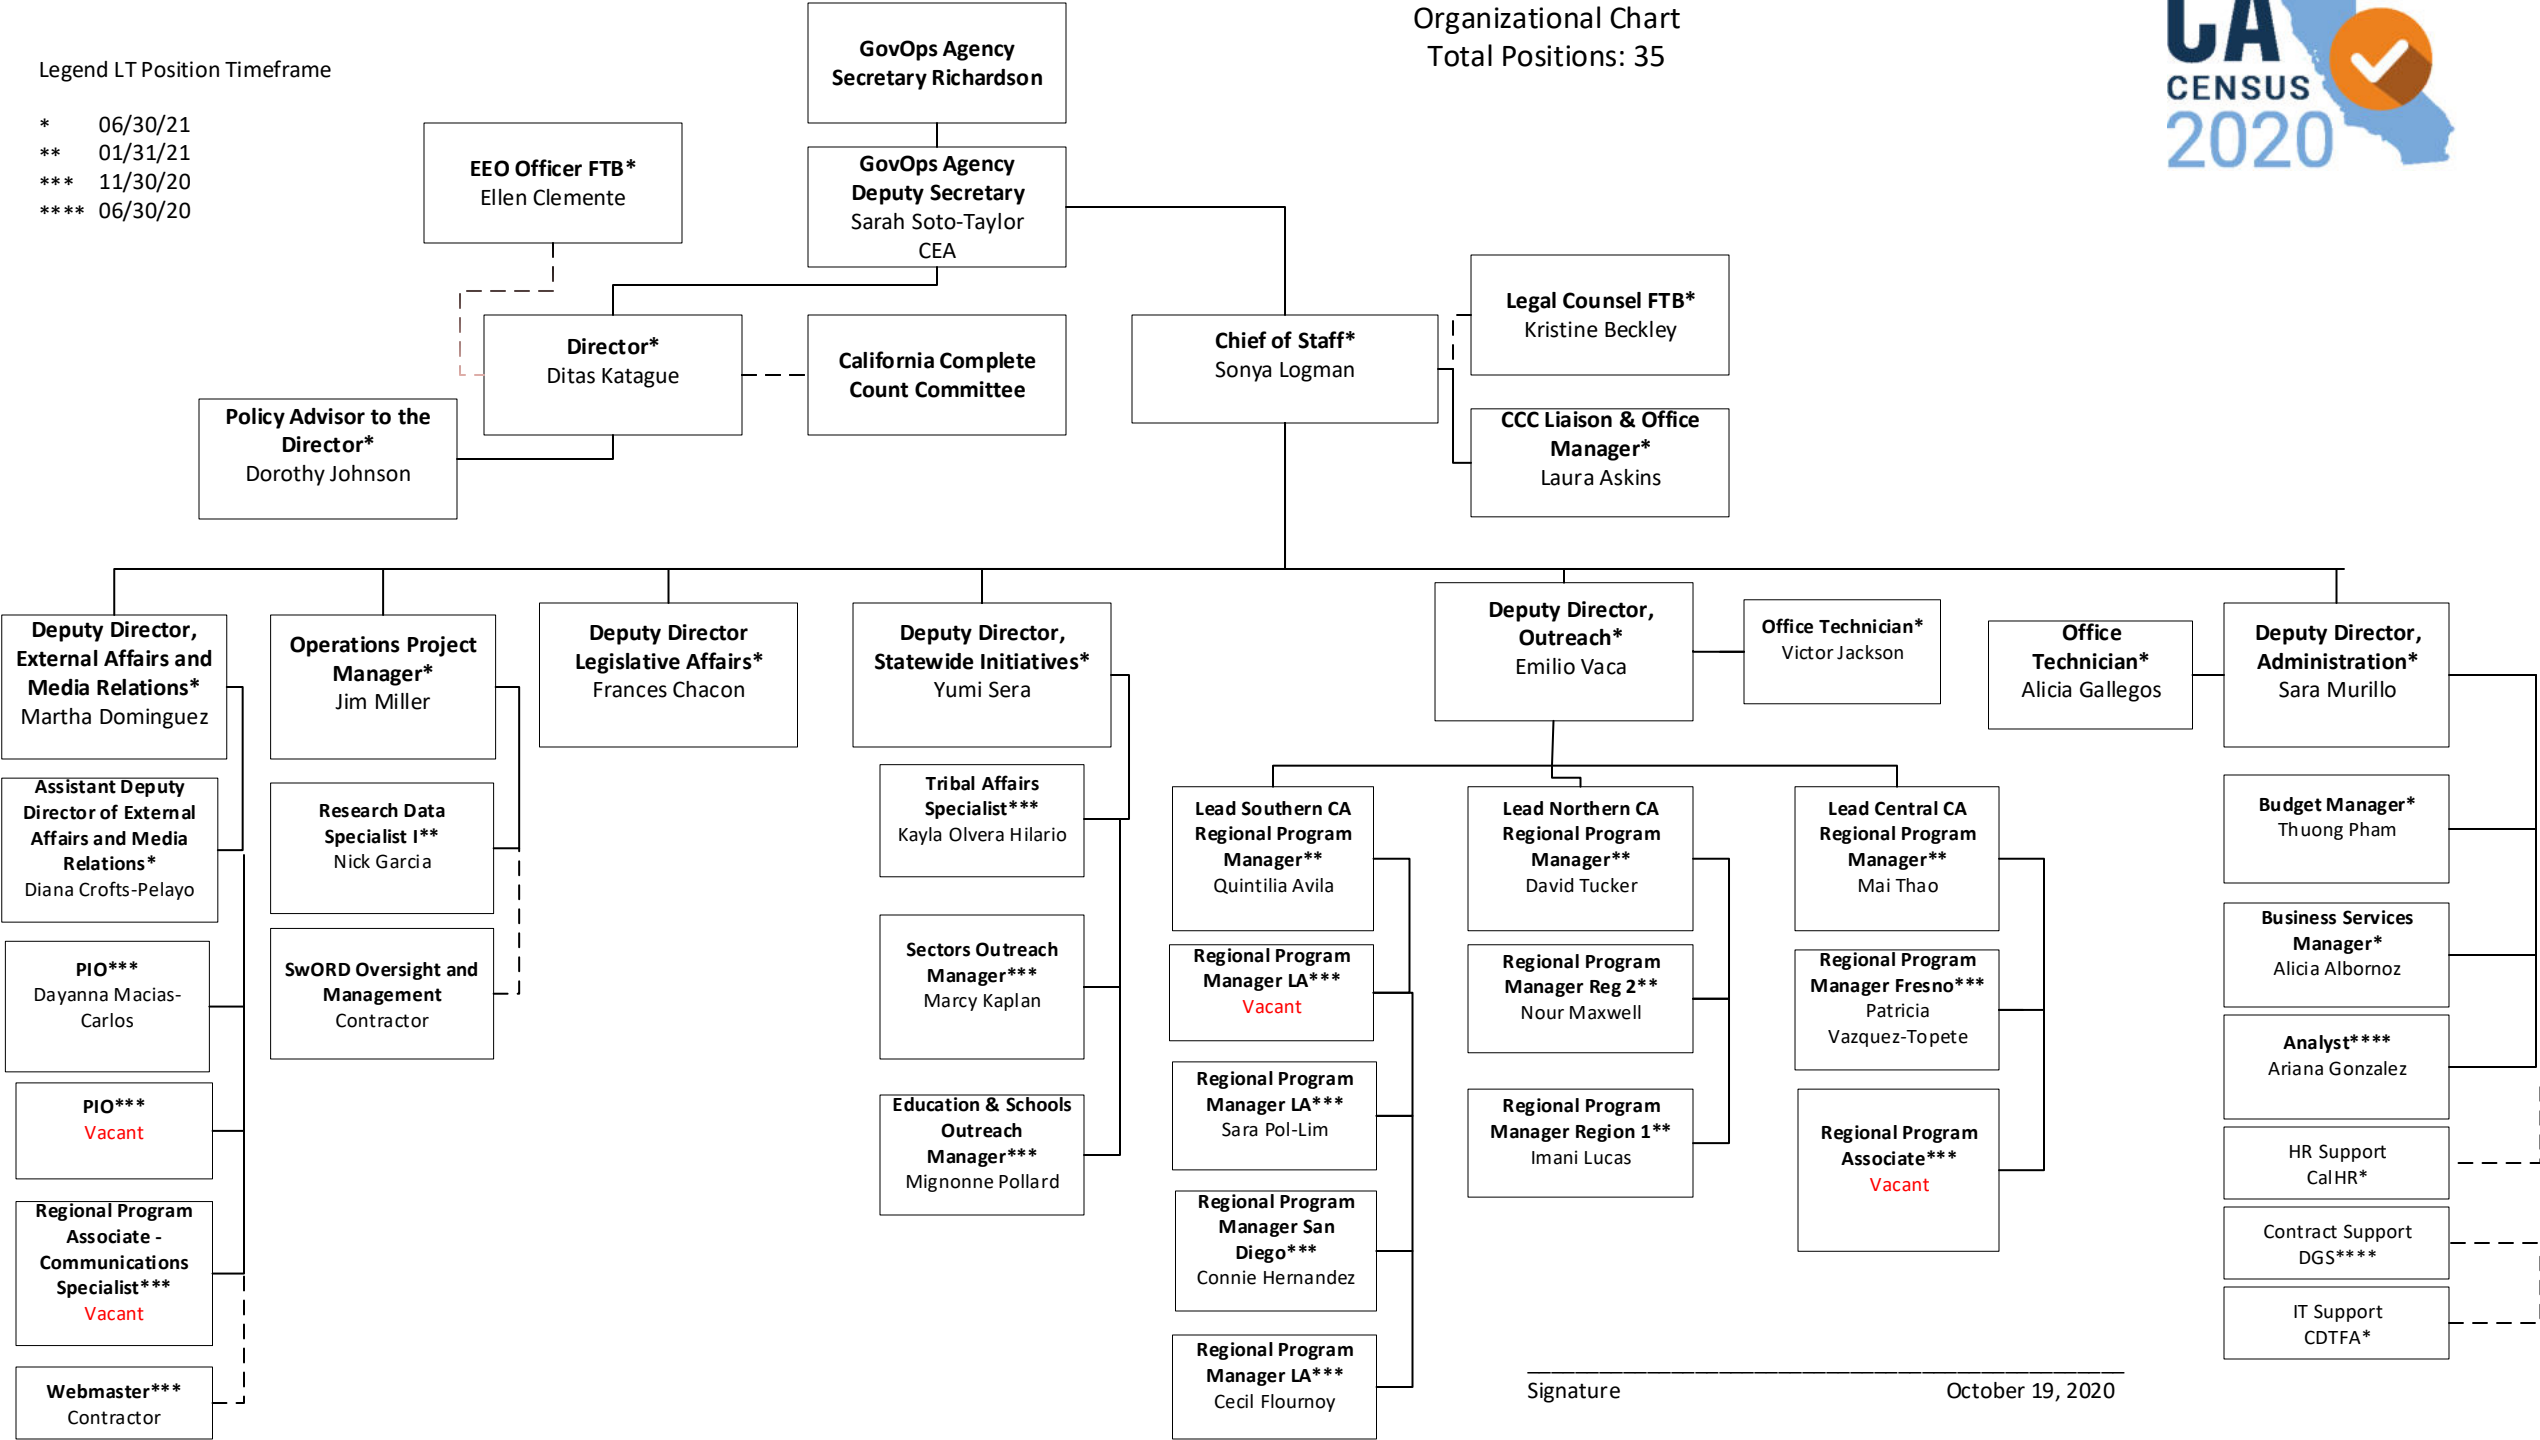 Organizational Chart
Total Positions: 35
CA
CENSUS
2020
Legend LT Position Timeframe
* 06/30/21
** 01/31/21
*** 11/30/20
**** 06/30/20
GovOps Agency
Secretary Richardson
EEO Officer FTB*
Ellen Clemente
GovOps Agency
Deputy Secretary
Sarah Soto-Taylor
CEA
Director*
Ditas Katague
California Complete
Count Committee
Chief of Staff*
Sonya Logman
Legal Counsel FTB*
Kristine Beckley
Policy Advisor to the
Director*
Dorothy Johnson
CCC Liaison & Office
Manager*
Laura Askins
Deputy Director,
External Affairs and
Media Relations*
Martha Dominguez
Operations Project
Manager*
Jim Miller
Deputy Director
Legislative Affairs*
Frances Chacon
Deputy Director,
Statewide Initiatives*
Yumi Sera
Deputy Director,
Outreach*
Emilio Vaca
Office Technician*
Victor Jackson
Office
Technician*
Alicia Gallegos
Deputy Director,
Administration*
Sara Murillo
Assistant Deputy
Director of External
Affairs and Media
Relations*
Diana Crofts-Pelayo
PIO***
Dayanna Macias-
Carlos
PIO***
Vacant
Regional Program
Associate -
Communications
Specialist***
Vacant
Webmaster***
Contractor
Research Data
Specialist I**
Nick Garcia
SwORD Oversight and
Management
Contractor
Tribal Affairs
Specialist***
Kayla Olvera Hilario
Sectors Outreach
Manager***
Marcy Kaplan
Education & Schools
Outreach
Manager***
Mignonne Pollard
Lead Southern CA
Regional Program
Manager**
Quintilia Avila
Regional Program
Manager LA***
Vacant
Regional Program
Manager LA***
Sara Pol-Lim
Regional Program
Manager San
Diego***
Connie Hernandez
Regional Program
Manager LA***
Cecil Flournoy
Lead Northern CA
Regional Program
Manager**
David Tucker
Regional Program
Manager Reg 2**
Nour Maxwell
Regional Program
Manager Region 1**
Imani Lucas
Lead Central CA
Regional Program
Manager**
Mai Thao
Regional Program
Manager Fresno***
Patricia
Vazquez-Topete
Regional Program
Associate***
Vacant
Budget Manager*
Thuong Pham
Business Services
Manager*
Alicia Albornoz
Analyst****
Ariana Gonzalez
HR Support
CalHR*
Contract Support
DGS****
IT Support
CDTFA*
Signature October 19, 2020